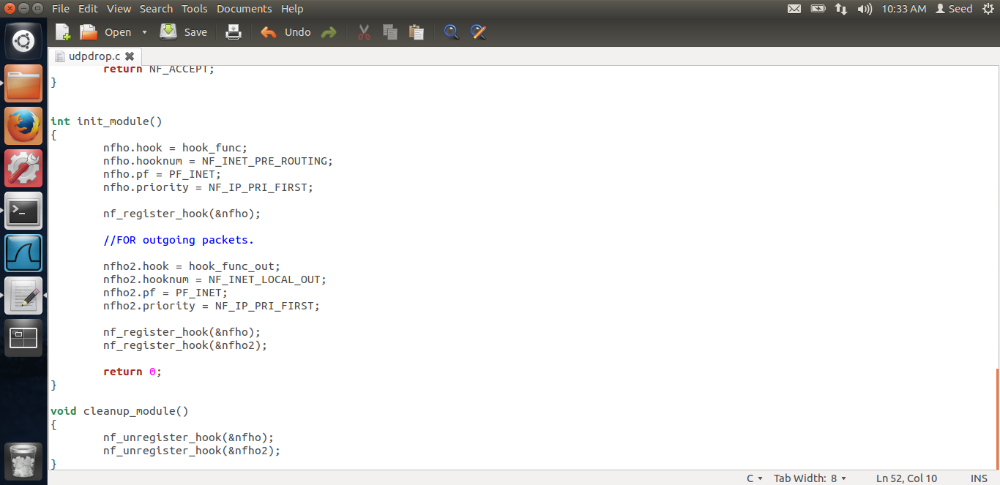 File Edit View Search Tools Documents Help
10:33 AM Seed
Open Save Undo
udpdrop.c
return NF_ACCEPT;
}
int init_module()
{
nfho.hook = hook_func;
nfho.hooknum = NF_INET_PRE_ROUTING;
nfho.pf = PF_INET;
nfho.priority = NF_IP_PRI_FIRST;
nf_register_hook(&nfho);
//FOR outgoing packets.
nfho2.hook = hook_func_out;
nfho2.hooknum = NF_INET_LOCAL_OUT;
nfho2.pf = PF_INET;
nfho2.priority = NF_IP_PRI_FIRST;
nf_register_hook(&nfho);
nf_register_hook(&nfho2);
return 0;
}
void cleanup_module()
{
nf_unregister_hook(&nfho);
nf_unregister_hook(&nfho2);
}
C Tab Width: 8 Ln 52, Col 10 INS